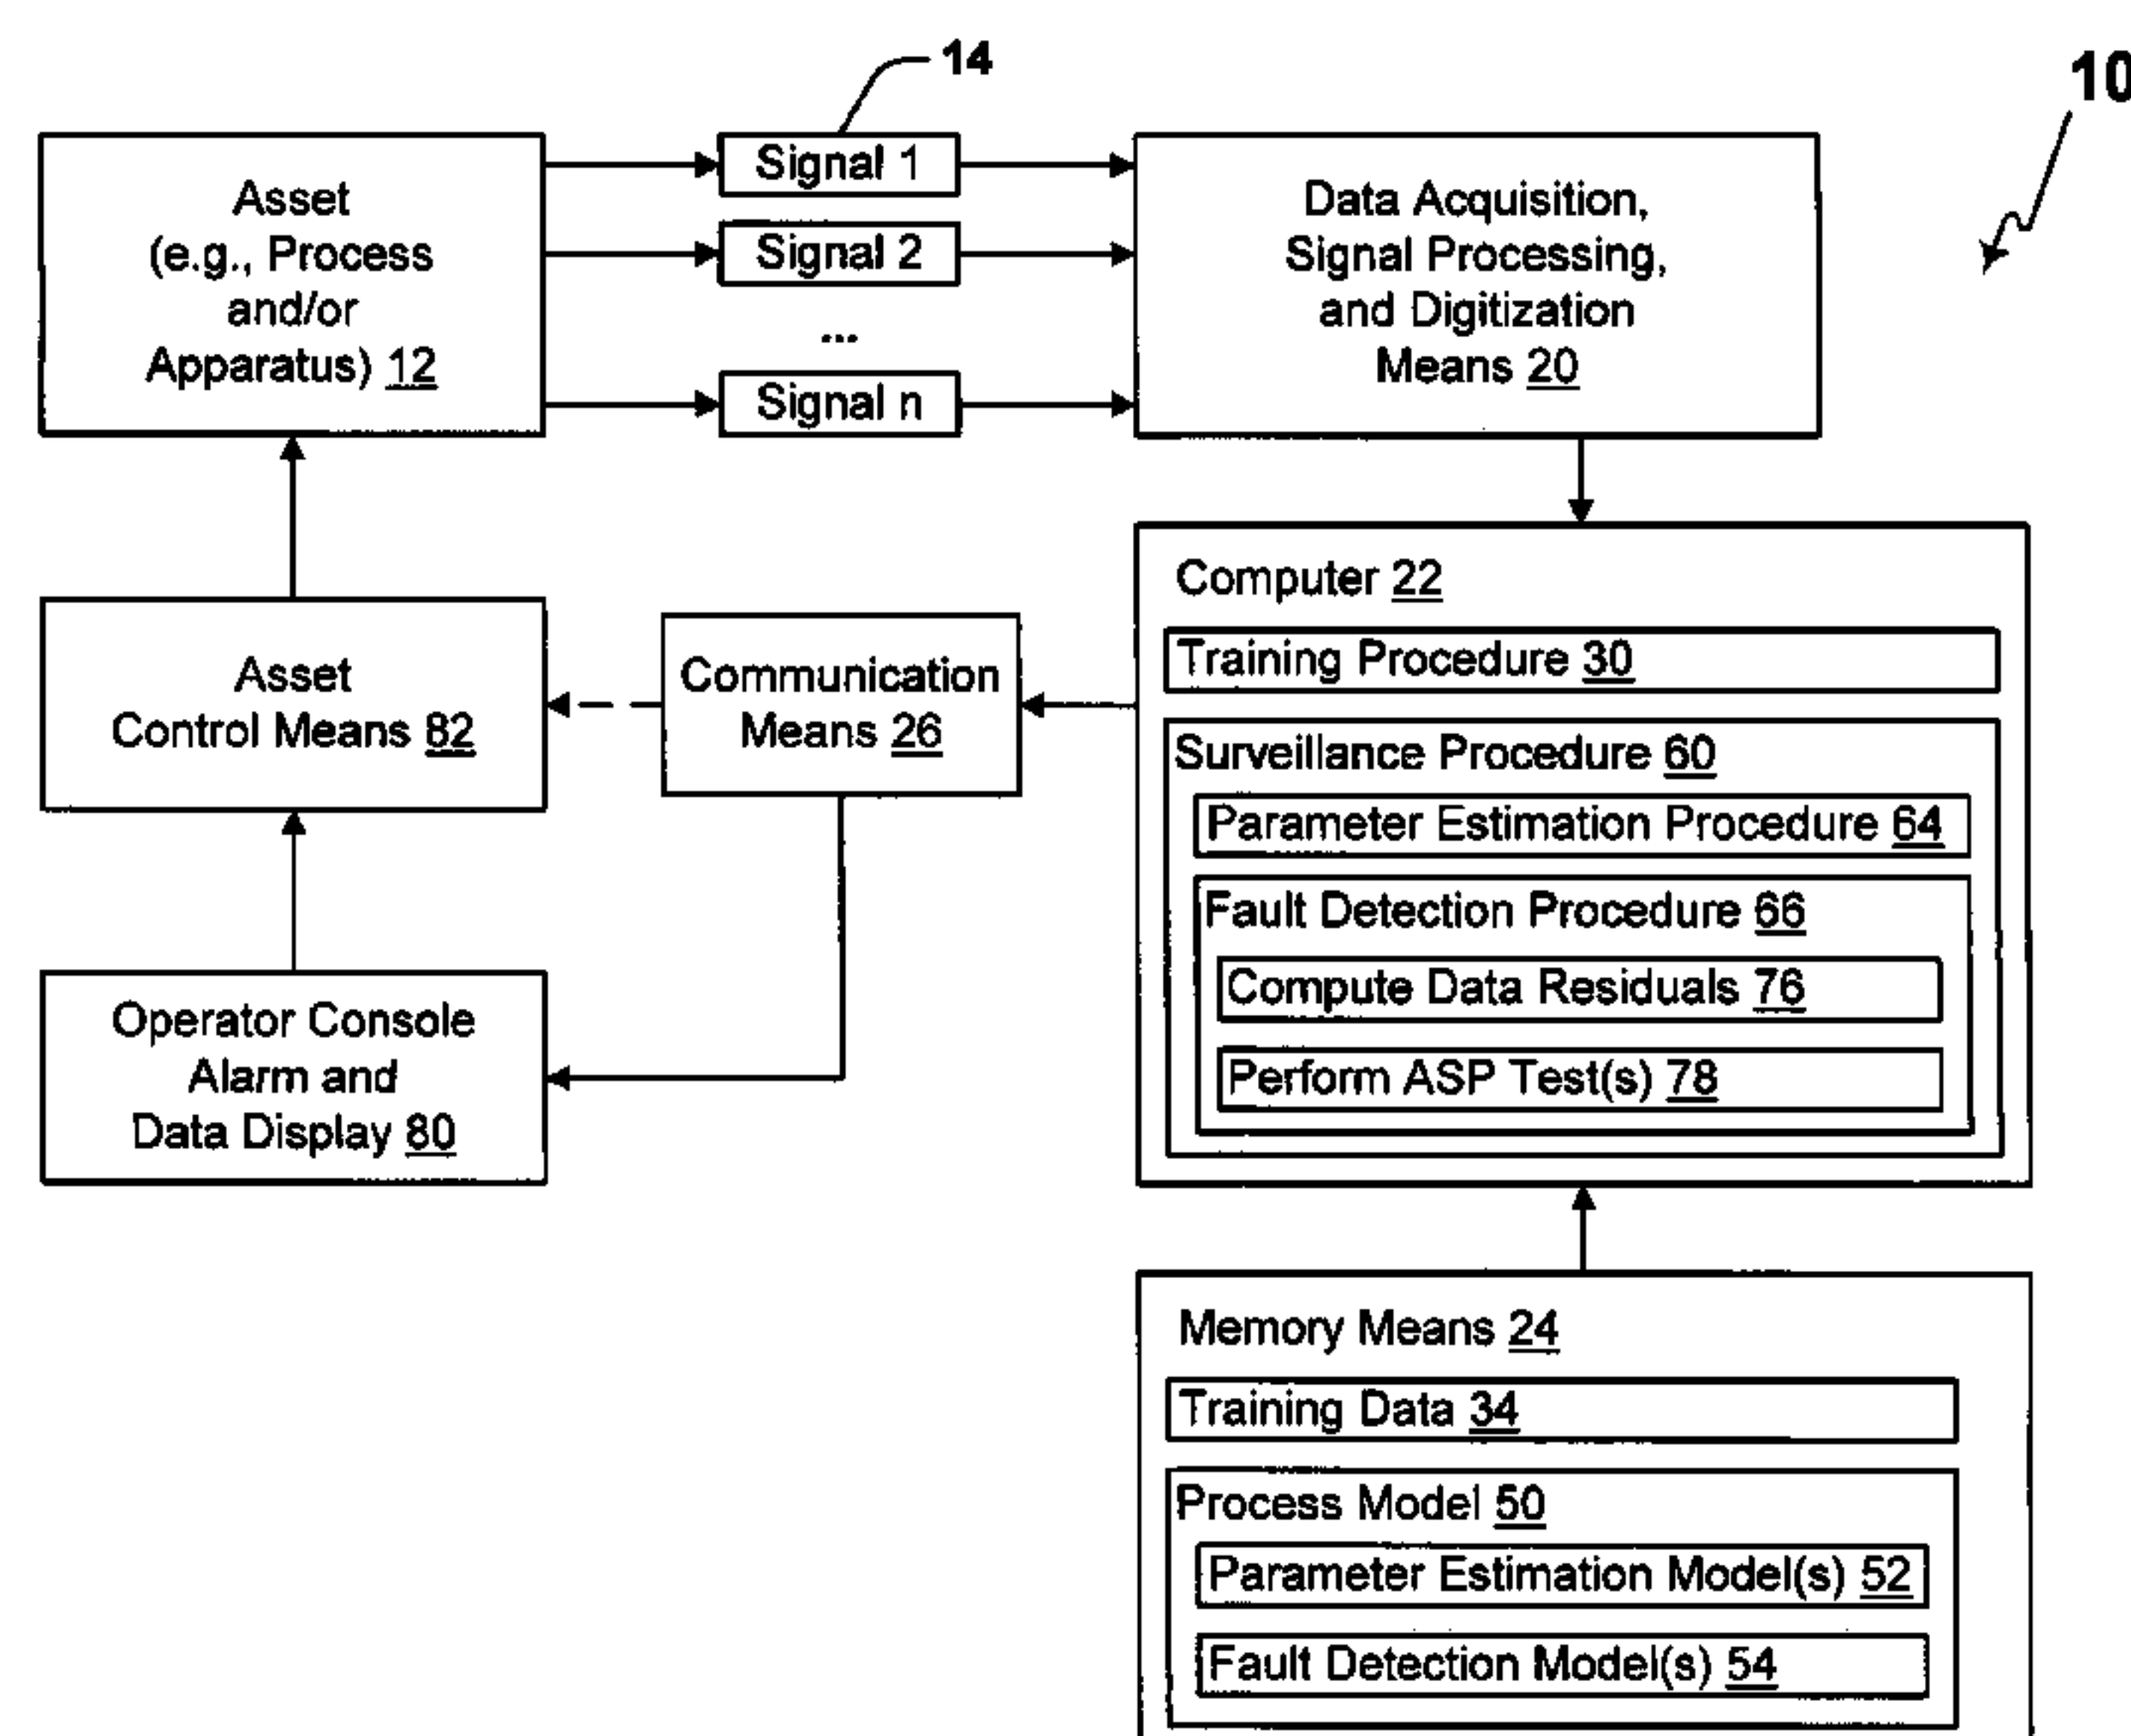 14
10
Asset
(e.g., Process
and/or
Apparatus) 12
Signal 1
Signal 2
...
Signal n
Data Acquisition,
Signal Processing,
and Digitization
Means 20
Computer 22
Training Procedure 30
Surveillance Procedure 60
Parameter Estimation Procedure 64
Fault Detection Procedure 66
Compute Data Residuals 76
Perform ASP Test(s) 78
Communication
Means 26
Asset
Control Means 82
Operator Console
Alarm and
Data Display 80
Memory Means 24
Training Data 34
Process Model 50
Parameter Estimation Model(s) 52
Fault Detection Model(s) 54